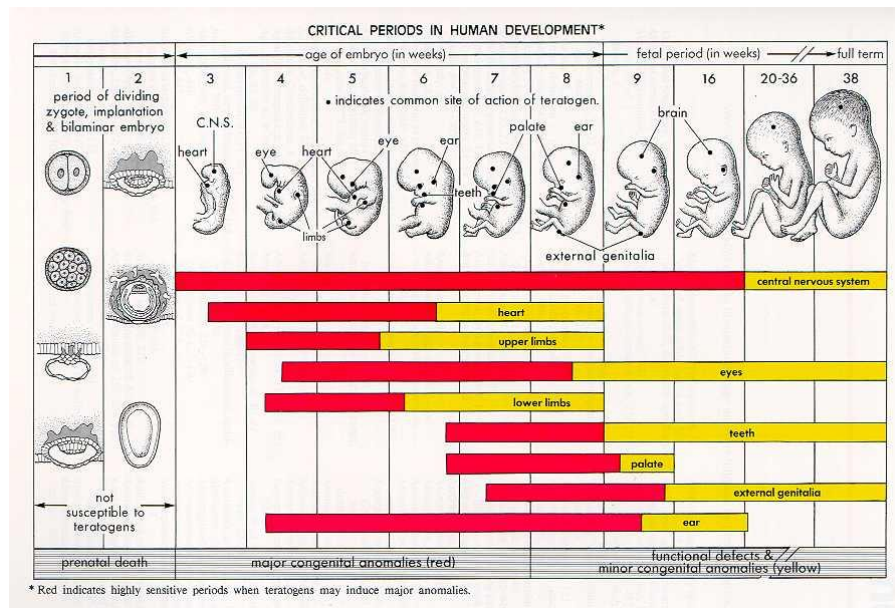 CRITICAL PERIODS IN HUMAN DEVELOPMENT*
age of embryo (in weeks)
fetal period (in weeks)
full term
1 2 3 4 5 6 7 8 9 16 20-36 38
period of dividing
zygote, implantation
& bilaminar embryo
• indicates common site of action of teratogen.
C.N.S.
heart
eye
heart
eye
ear
palate
ear
brain
teeth
limbs
external genitalia
central nervous system
heart
upper limbs
eyes
lower limbs
teeth
palate
external genitalia
ear
not
susceptible to
teratogens
prenatal death
major congenital anomalies (red)
functional defects &
minor congenital anomalies (yellow)
* Red indicates highly sensitive periods when teratogens may induce major anomalies.